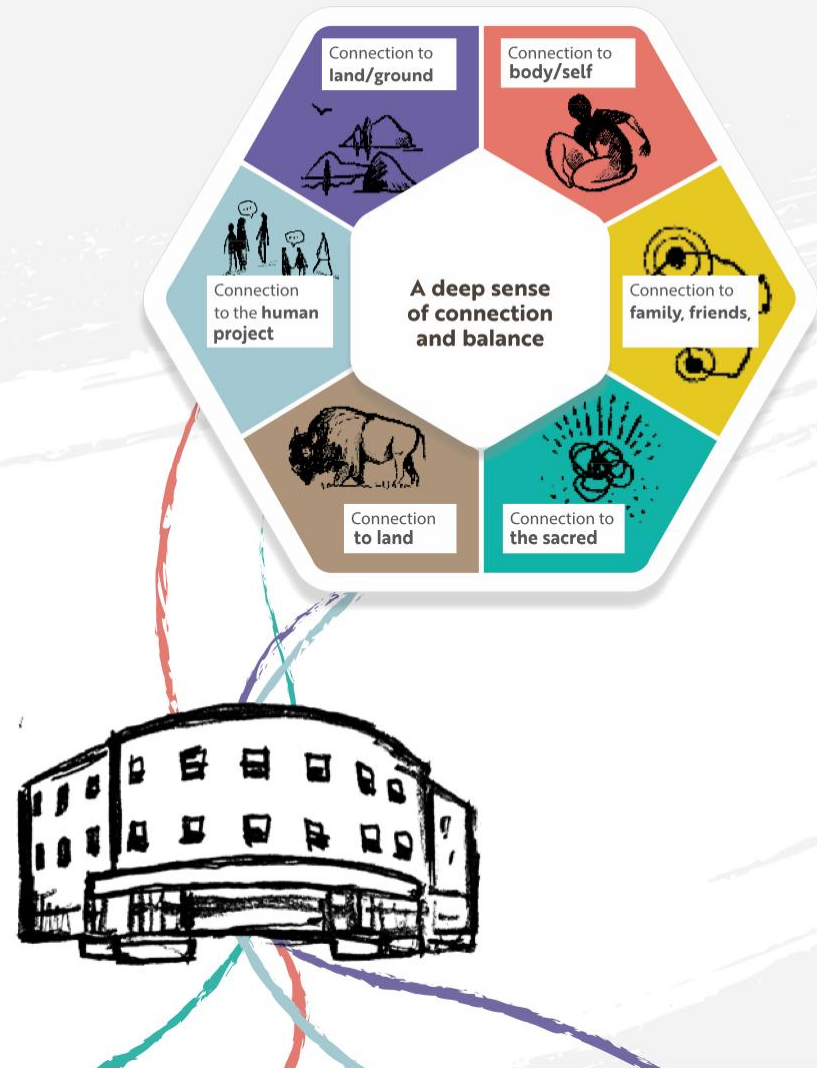 Connection to
land/ground
Connection to
body/self
Connection
to the human
project
A deep sense
of connection
and balance
Connection to
family, friends,
Connection
to land
Connection to
the sacred